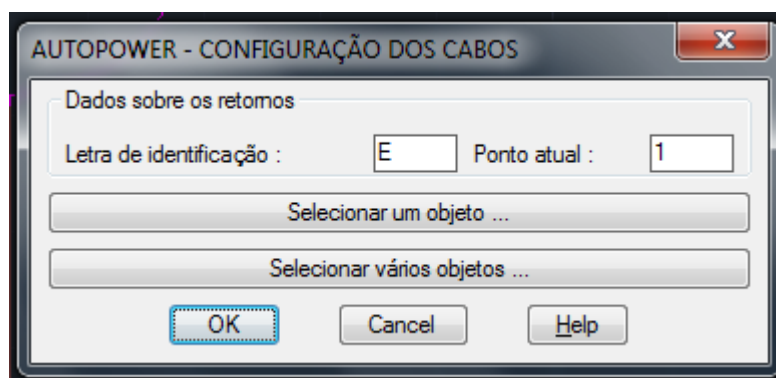 AUTOPOWER - CONFIGURAÇÃO DOS CABOS
Dados sobre os retornos
Letra de identificação : E Ponto atual : 1
Selecionar um objeto ...
Selecionar vários objetos ...
OK Cancel Help